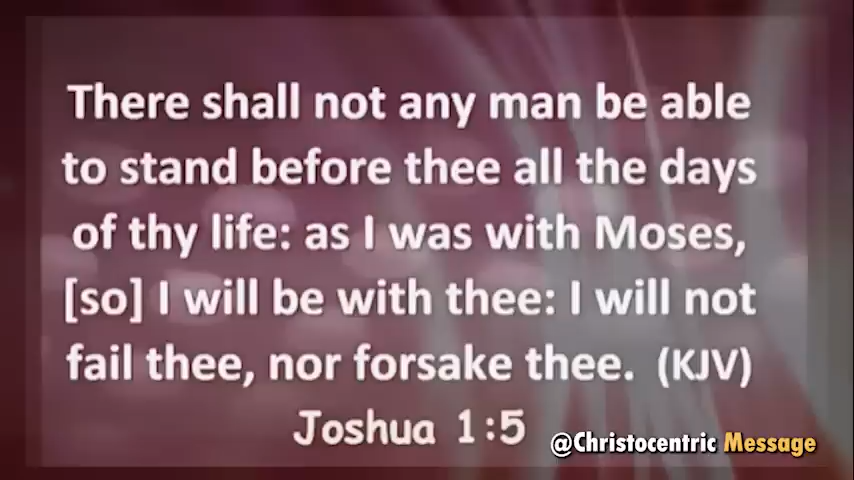 There shall not any man be able
to stand before thee all the days
of thy life: as I was with Moses,
[so] I will be with thee: I will not
fail thee, nor forsake thee. (KJV)
Joshua 1:5
@Christocentric Message